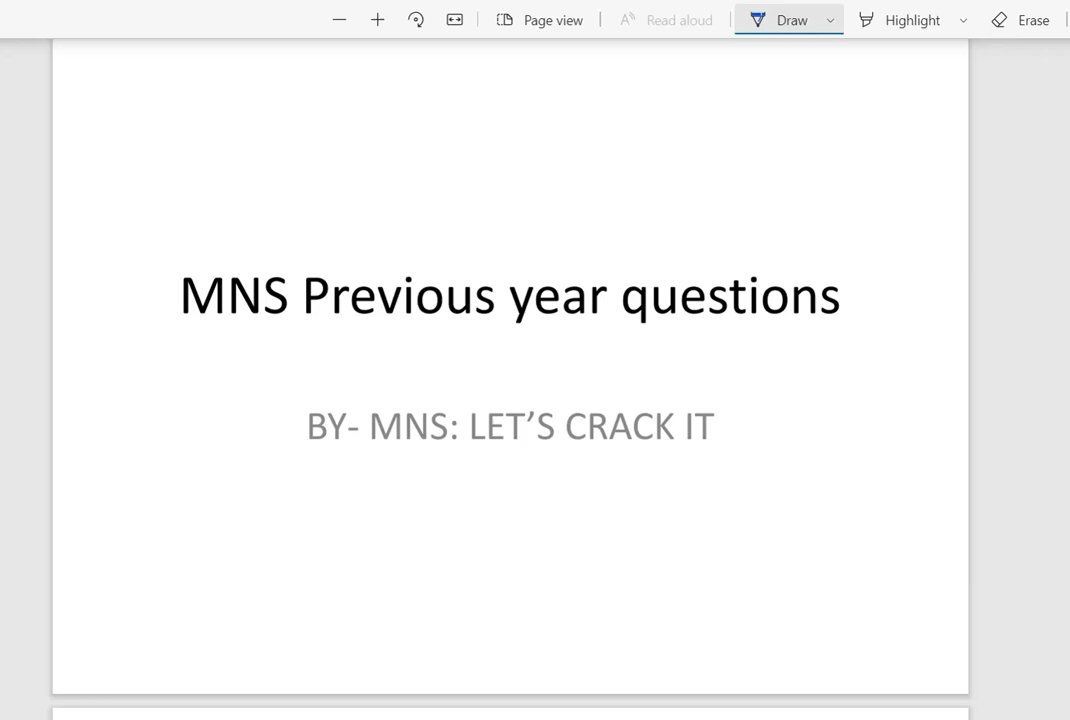 Page view Read aloud Draw Highlight Erase
MNS Previous year questions
BY- MNS: LET’S CRACK IT